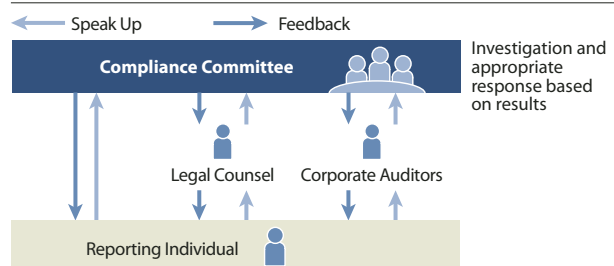 Speak Up
Feedback
Compliance Committee
Investigation and
appropriate
response based
on results
Legal Counsel
Corporate Auditors
Reporting Individual